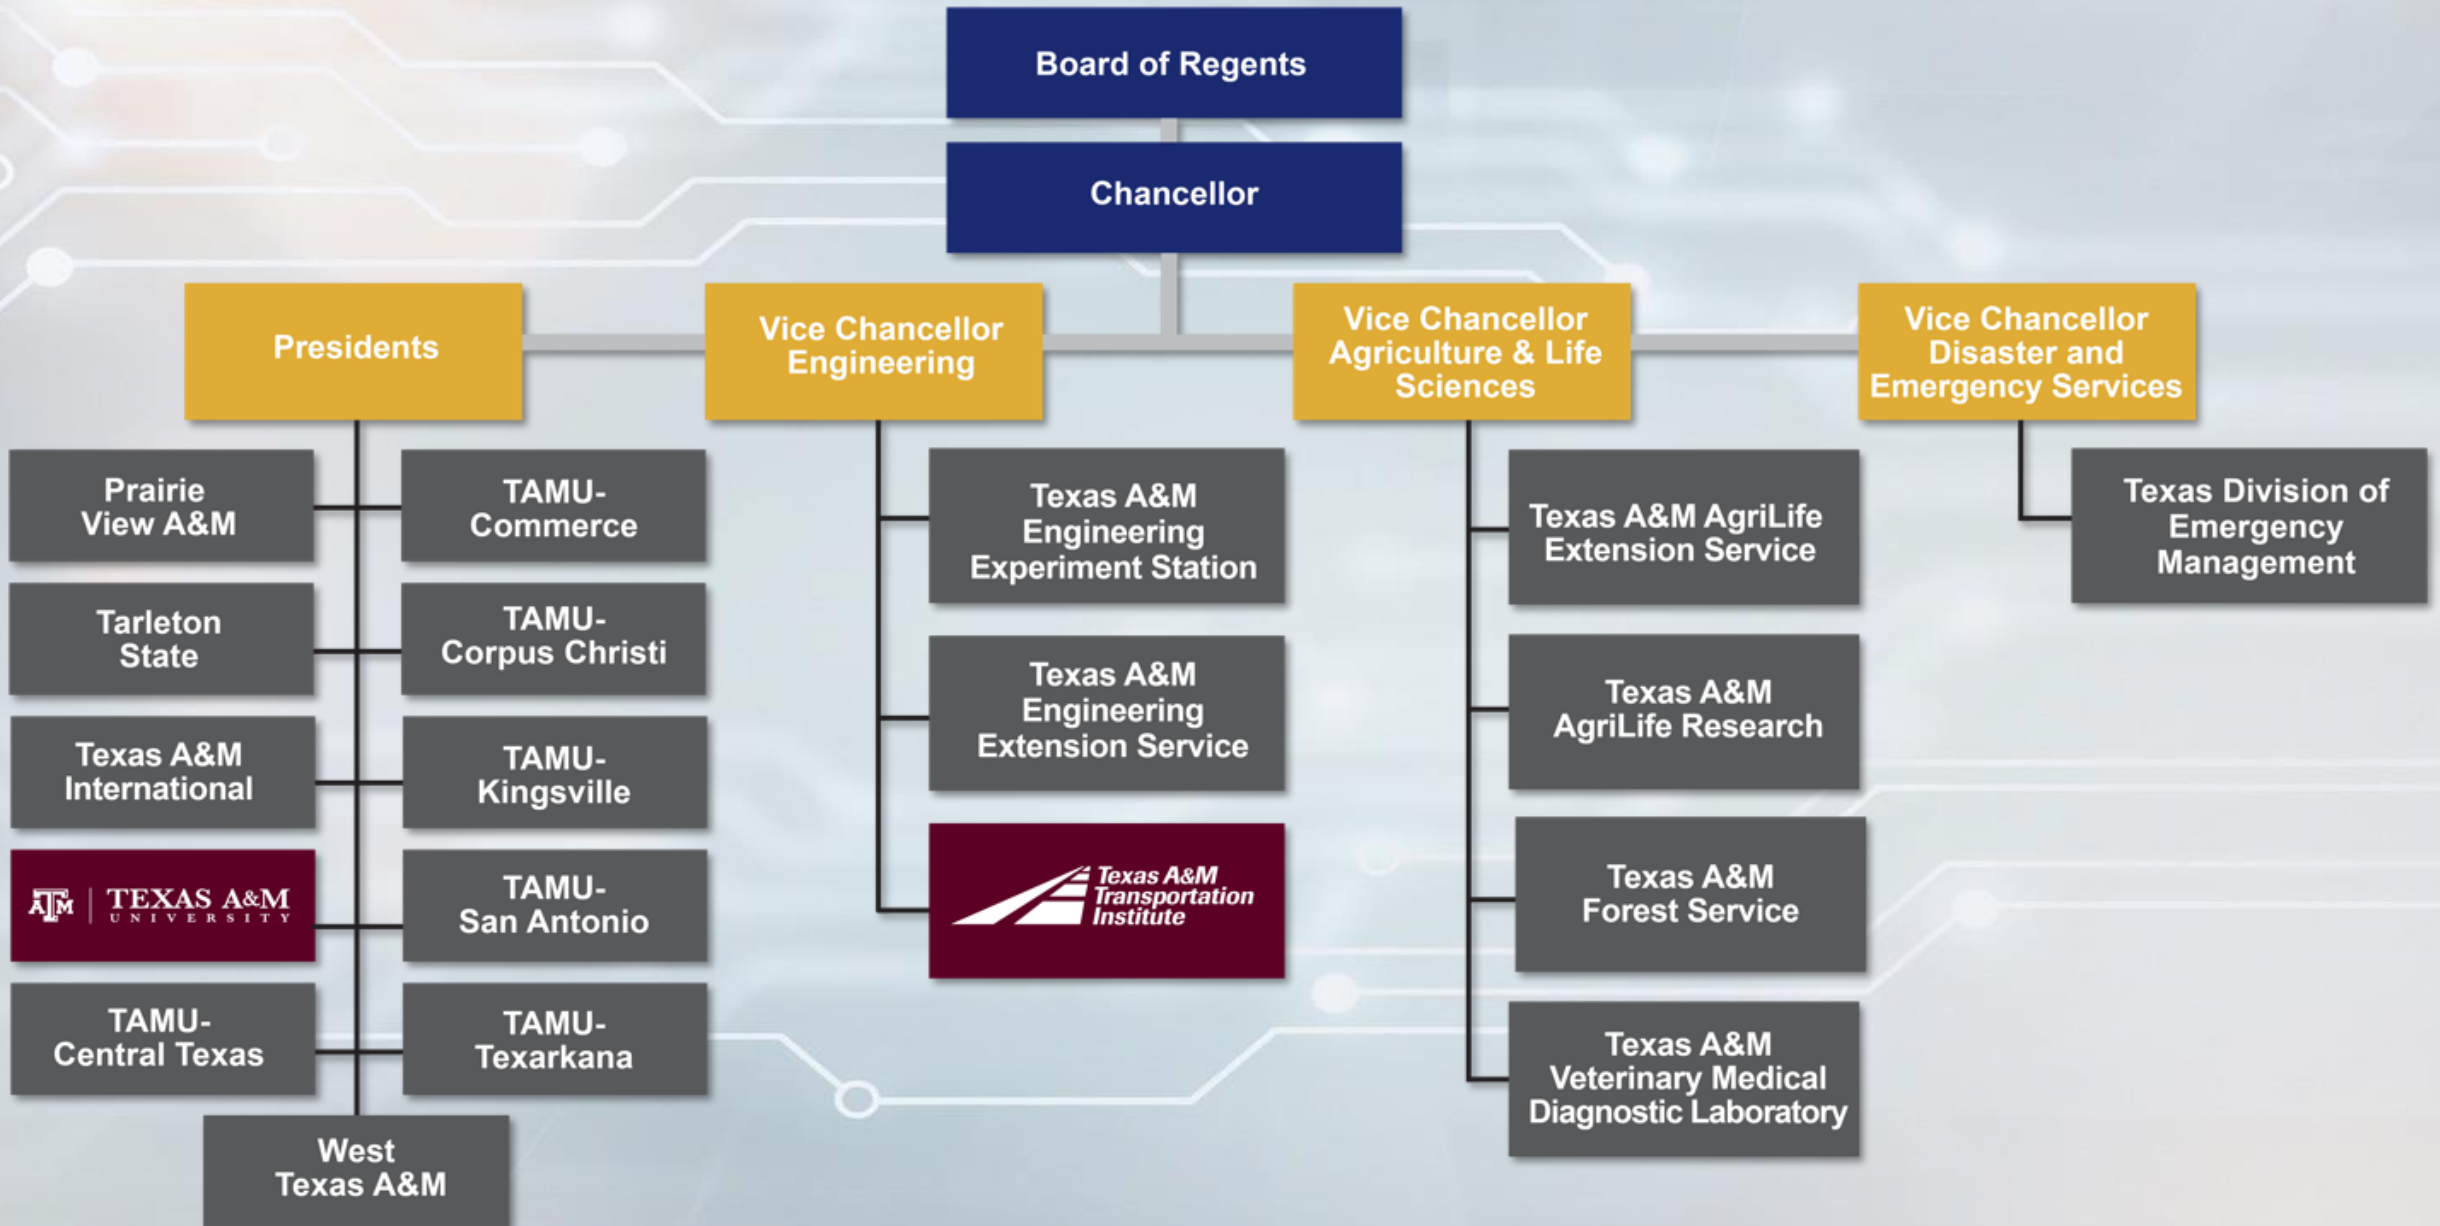 Board of Regents
Chancellor
Presidents
Vice Chancellor
Engineering
Vice Chancellor
Agriculture & Life
Sciences
Vice Chancellor
Disaster and
Emergency Services
Prairie
View A&M
TAMU-
Commerce
Tarleton
State
TAMU-
Corpus Christi
Texas A&M
International
TAMU-
Kingsville
ATM
TEXAS A&M
UNIVERSITY
TAMU-
San Antonio
TAMU-
Central Texas
TAMU-
Texarkana
West
Texas A&M
Texas A&M
Engineering
Experiment Station
Texas A&M
Engineering
Extension Service
Texas A&M
Transportation
Institute
Texas A&M AgriLife
Extension Service
Texas A&M
AgriLife Research
Texas A&M
Forest Service
Texas A&M
Veterinary Medical
Diagnostic Laboratory
Texas Division of
Emergency
Management